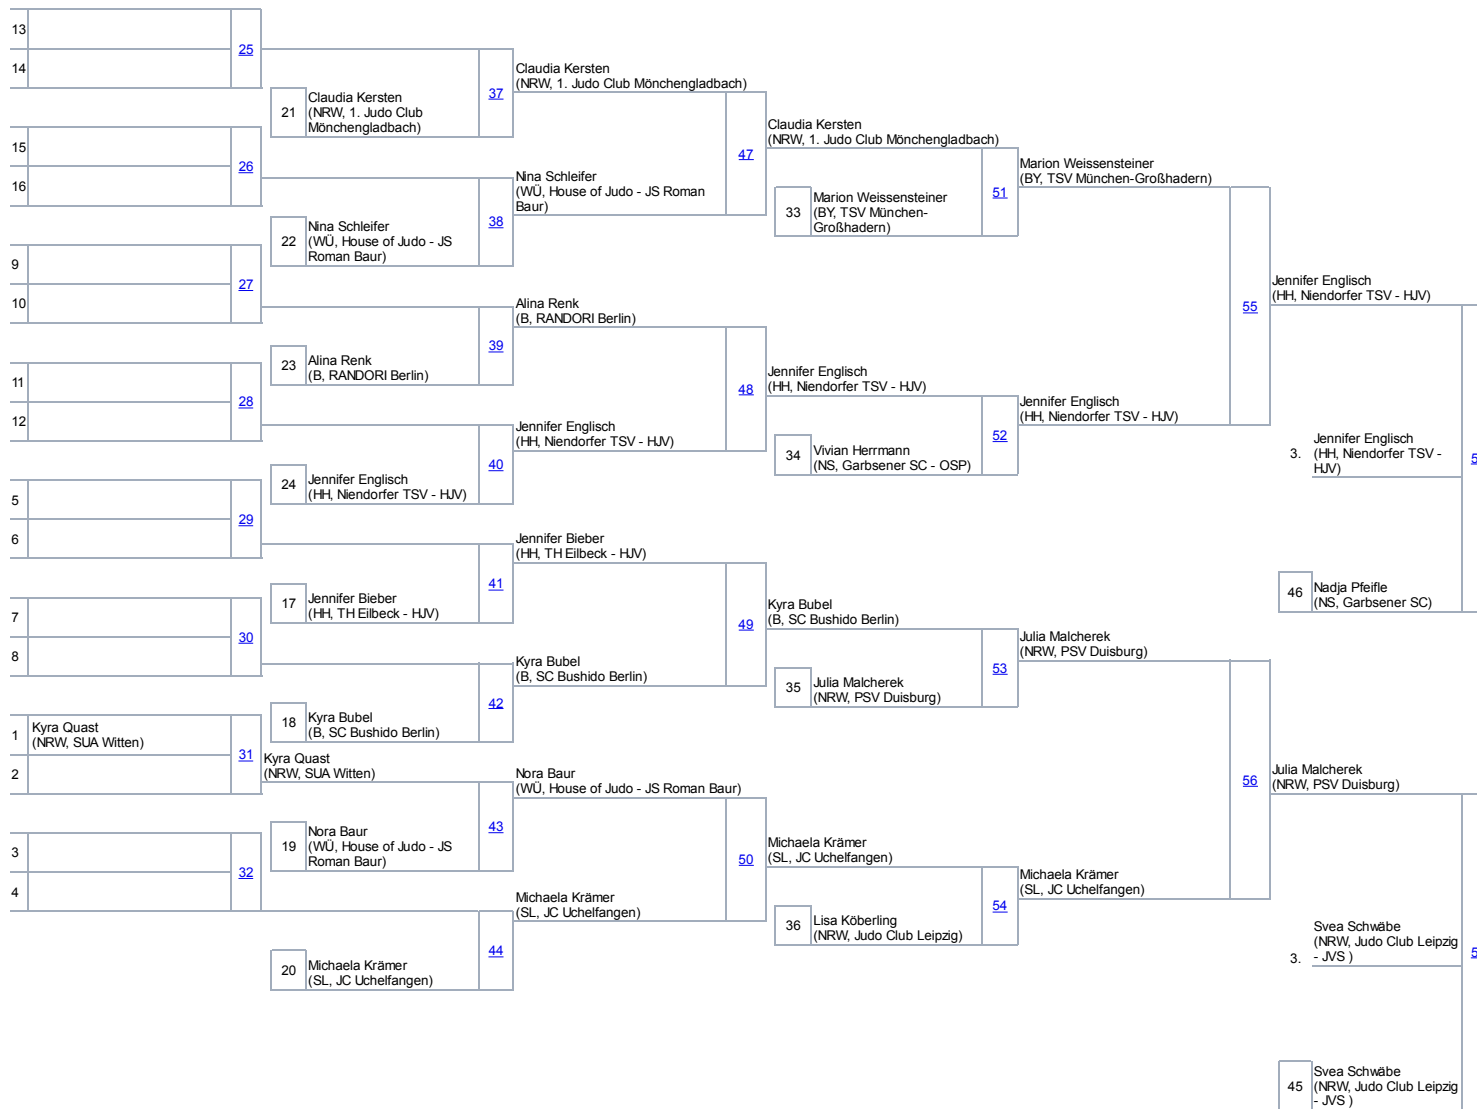 13
14
25
21
Claudia Kersten
(NRW, 1. Judo Club
Mönchengladbach)
37
Claudia Kersten
(NRW, 1. Judo Club Mönchengladbach)
15
16
26
22
Nina Schleifer
(WÜ, House of Judo - JS
Roman Baur)
38
Nina Schleifer
(WÜ, House of Judo - JS Roman
Baur)
47
Claudia Kersten
(NRW, 1. Judo Club Mönchengladbach)
33
Marion Weissensteiner
(BY, TSV München-
Großhadern)
51
Marion Weissensteiner
(BY, TSV München-Großhadern)
9
10
27
23
Alina Renk
(B, RANDORI Berlin)
39
Alina Renk
(B, RANDORI Berlin)
11
12
28
24
Jennifer Englisch
(HH, Niendorfer TSV - HJV)
40
Jennifer Englisch
(HH, Niendorfer TSV - HJV)
48
Jennifer Englisch
(HH, Niendorfer TSV - HJV)
34
Vivian Herrmann
(NS, Garbsener SC - OSP)
52
Jennifer Englisch
(HH, Niendorfer TSV - HJV)
55
Jennifer Englisch
(HH, Niendorfer TSV - HJV)
3.
Jennifer Englisch
(HH, Niendorfer TSV -
HJV)
5
46
Nadja Pfeifle
(NS, Garbsener SC)
5
6
29
17
Jennifer Bieber
(HH, TH Eilbeck - HJV)
41
Jennifer Bieber
(HH, TH Eilbeck - HJV)
7
8
30
18
Kyra Bubel
(B, SC Bushido Berlin)
42
Kyra Bubel
(B, SC Bushido Berlin)
49
Kyra Bubel
(B, SC Bushido Berlin)
35
Julia Malcherek
(NRW, PSV Duisburg)
53
Julia Malcherek
(NRW, PSV Duisburg)
1
Kyra Quast
(NRW, SUA Witten)
2
31
Kyra Quast
(NRW, SUA Witten)
19
Nora Baur
(WÜ, House of Judo - JS
Roman Baur)
43
Nora Baur
(WÜ, House of Judo - JS Roman Baur)
3
4
32
20
Michaela Krämer
(SL, JC Uchelfangen)
44
Michaela Krämer
(SL, JC Uchelfangen)
50
Michaela Krämer
(SL, JC Uchelfangen)
36
Lisa Köberling
(NRW, Judo Club Leipzig)
54
Michaela Krämer
(SL, JC Uchelfangen)
56
Julia Malcherek
(NRW, PSV Duisburg)
3.
Svea Schwäbe
(NRW, Judo Club Leipzig
- JVS )
5
45
Svea Schwäbe
(NRW, Judo Club Leipzig
- JVS )